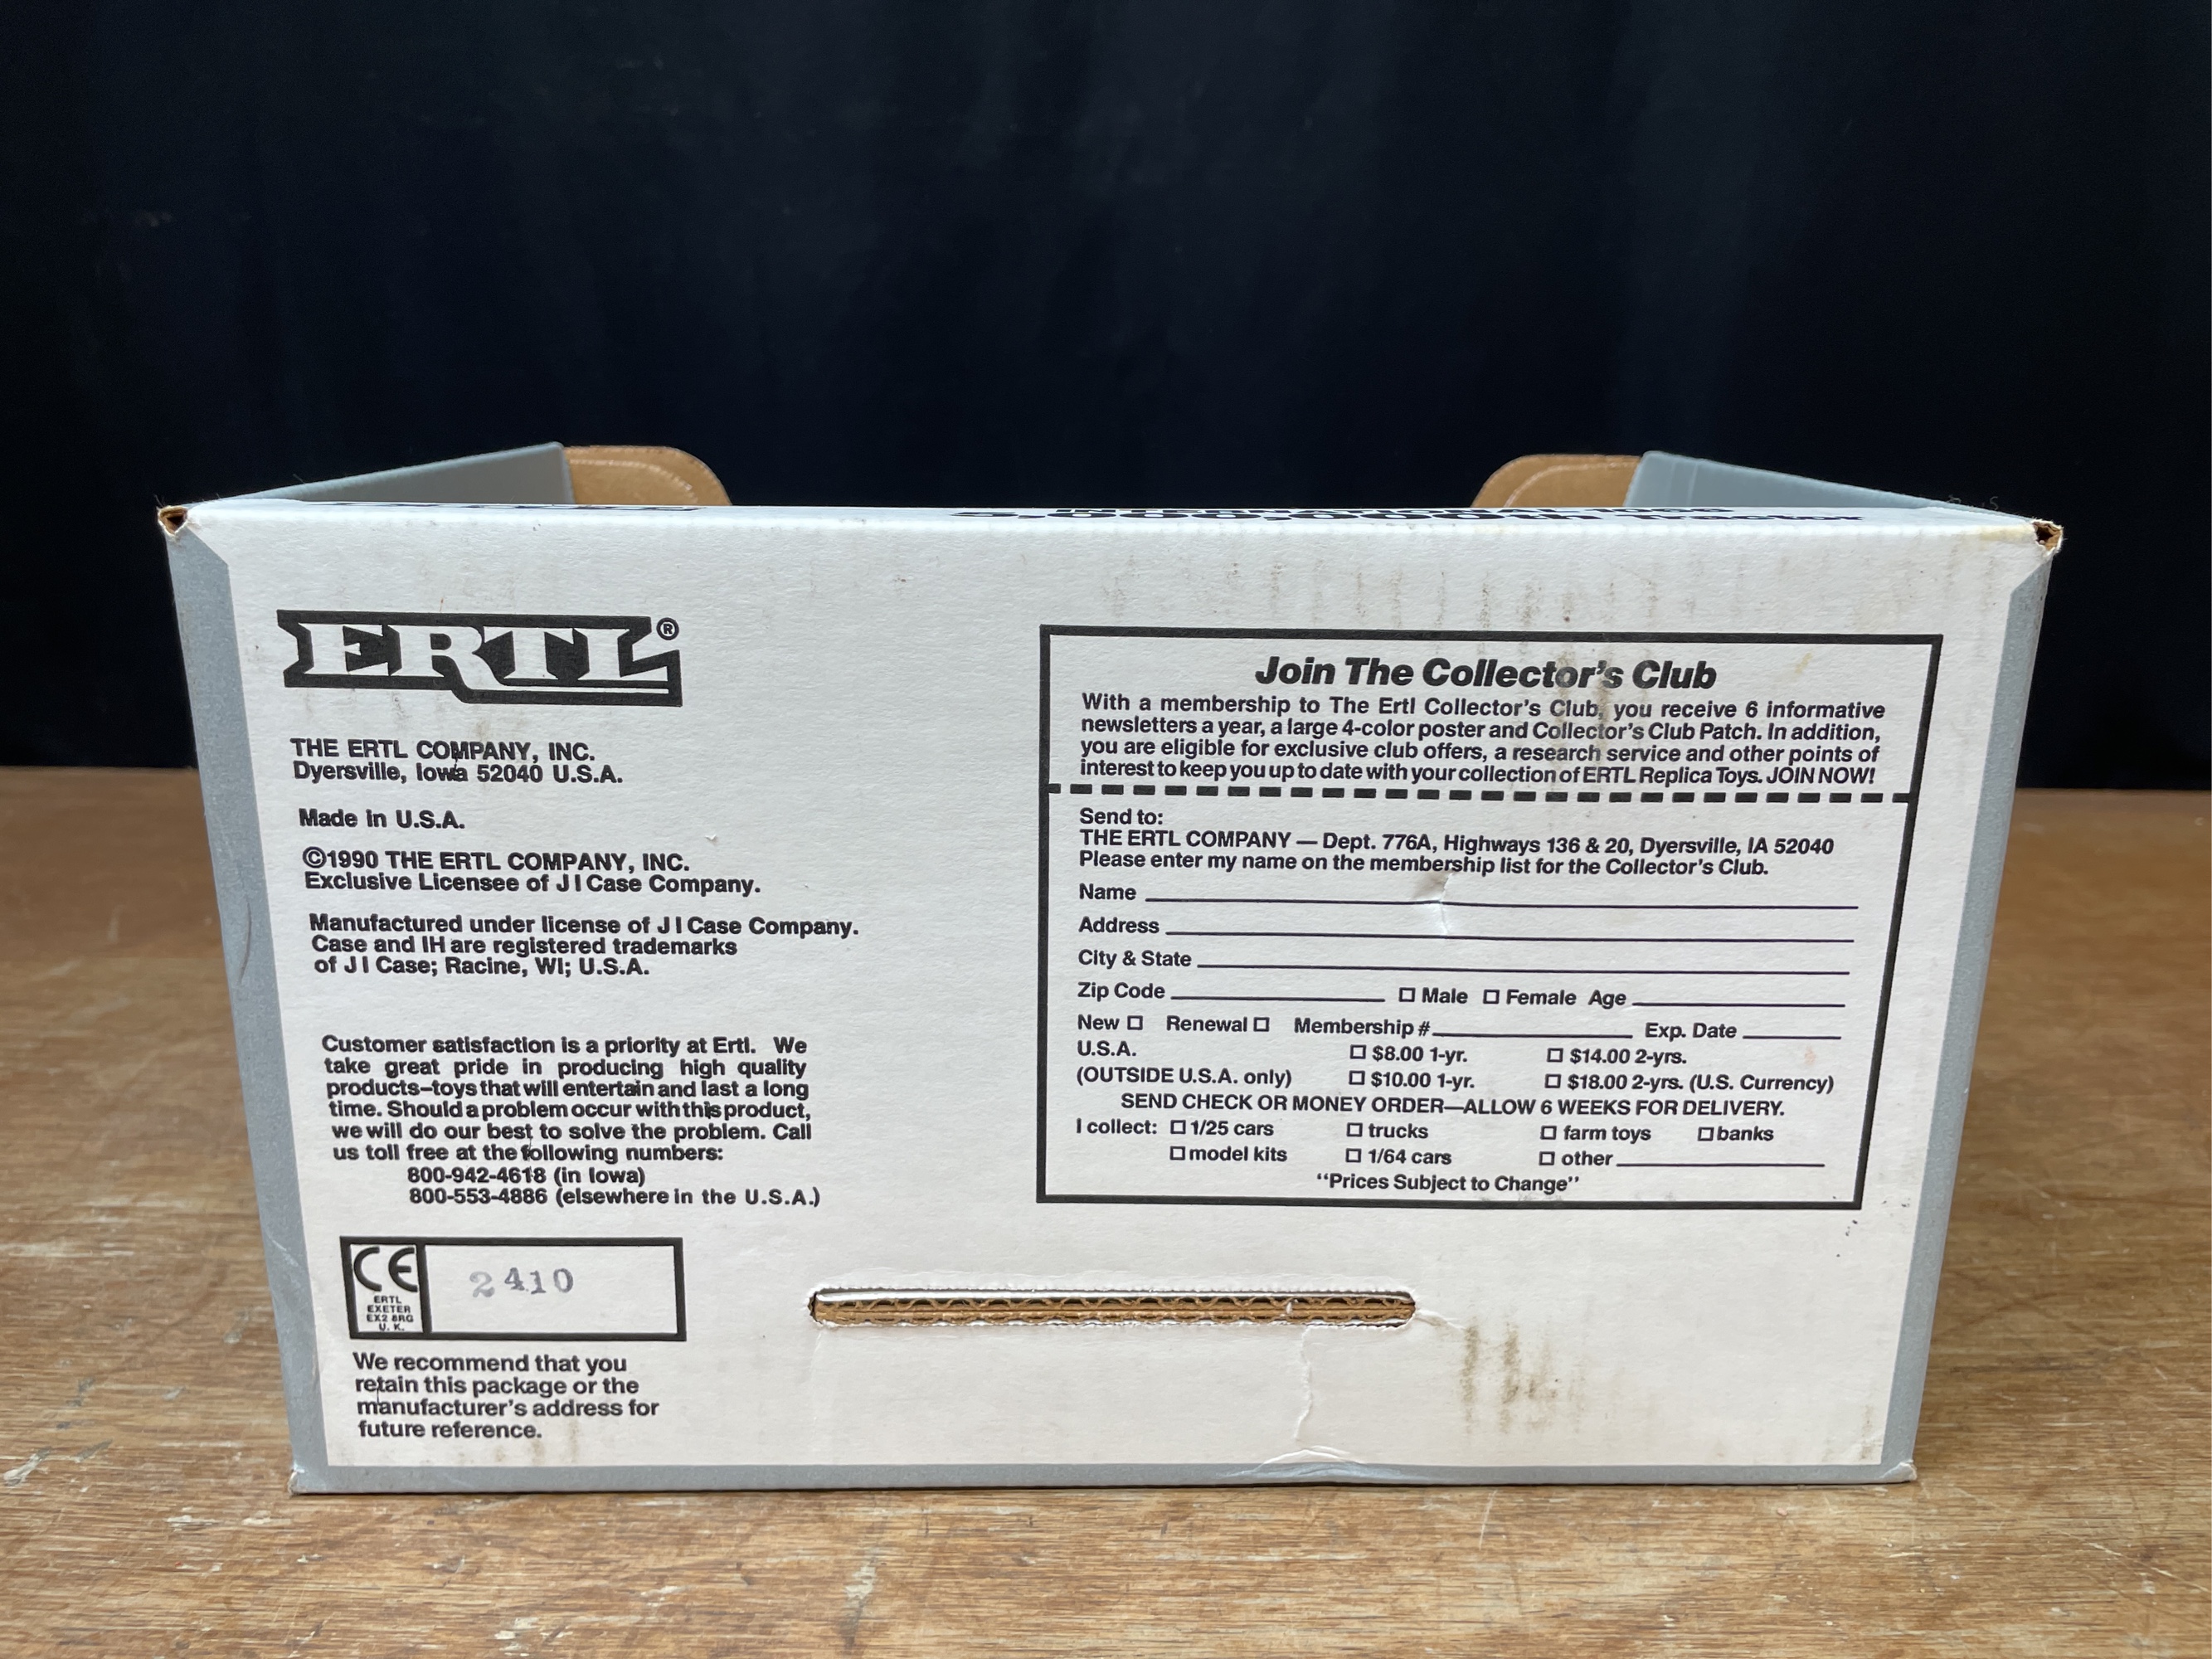 INTERNATIONAL 1066
5,000,000th Tractor
ERTL®
THE ERTL COMPANY, INC.
Dyersville, Iowa 52040 U.S.A.
Made in U.S.A.
©1990 THE ERTL COMPANY, INC.
Exclusive Licensee of J I Case Company.
Manufactured under license of J I Case Company.
Case and IH are registered trademarks
of J I Case; Racine, WI; U.S.A.
Customer satisfaction is a priority at Ertl. We
take great pride in producing high quality
products–toys that will entertain and last a long
time. Should a problem occur with this product,
we will do our best to solve the problem. Call
us toll free at the following numbers:
800-942-4618 (in Iowa)
800-553-4886 (elsewhere in the U.S.A.)
CE
ERTL
EXETER
EX2 8RG
U. K.
2410
We recommend that you
retain this package or the
manufacturer's address for
future reference.
Join The Collector's Club
With a membership to The Ertl Collector's Club, you receive 6 informative
newsletters a year, a large 4-color poster and Collector's Club Patch. In addition,
you are eligible for exclusive club offers, a research service and other points of
interest to keep you up to date with your collection of ERTL Replica Toys. JOIN NOW!
Send to:
THE ERTL COMPANY — Dept. 776A, Highways 136 & 20, Dyersville, IA 52040
Please enter my name on the membership list for the Collector's Club.
Name
Address
City & State
Zip Code Male Female Age
New Renewal Membership # Exp. Date
U.S.A. $8.00 1-yr. $14.00 2-yrs.
(OUTSIDE U.S.A. only) $10.00 1-yr. $18.00 2-yrs. (U.S. Currency)
SEND CHECK OR MONEY ORDER—ALLOW 6 WEEKS FOR DELIVERY.
I collect: 1/25 cars trucks farm toys banks
model kits 1/64 cars other
"Prices Subject to Change"